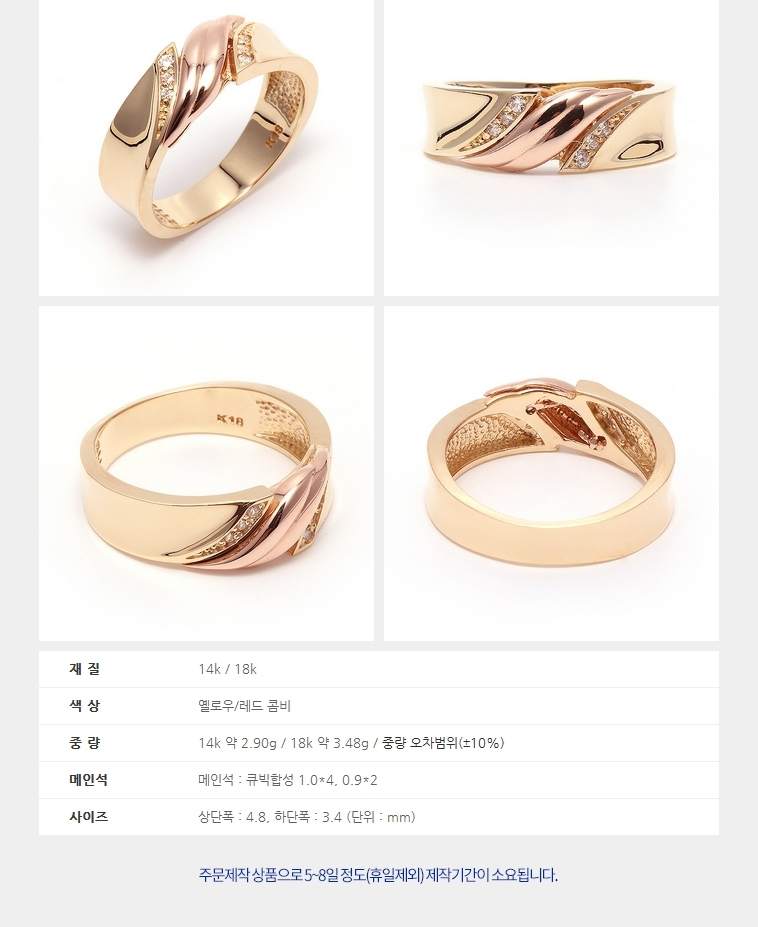 K18
K18
재 질 14k / 18k
색 상 옐로우/레드 콤비
중 량 14k 약 2.90g / 18k 약 3.48g / 중량 오차범위(±10%)
메인석 메인석 : 큐빅합성 1.0*4, 0.9*2
사이즈 상단폭 : 4.8, 하단폭 : 3.4 (단위 : mm)
주문제작 상품으로 5~8일 정도(휴일제외) 제작기간이 소요됩니다.